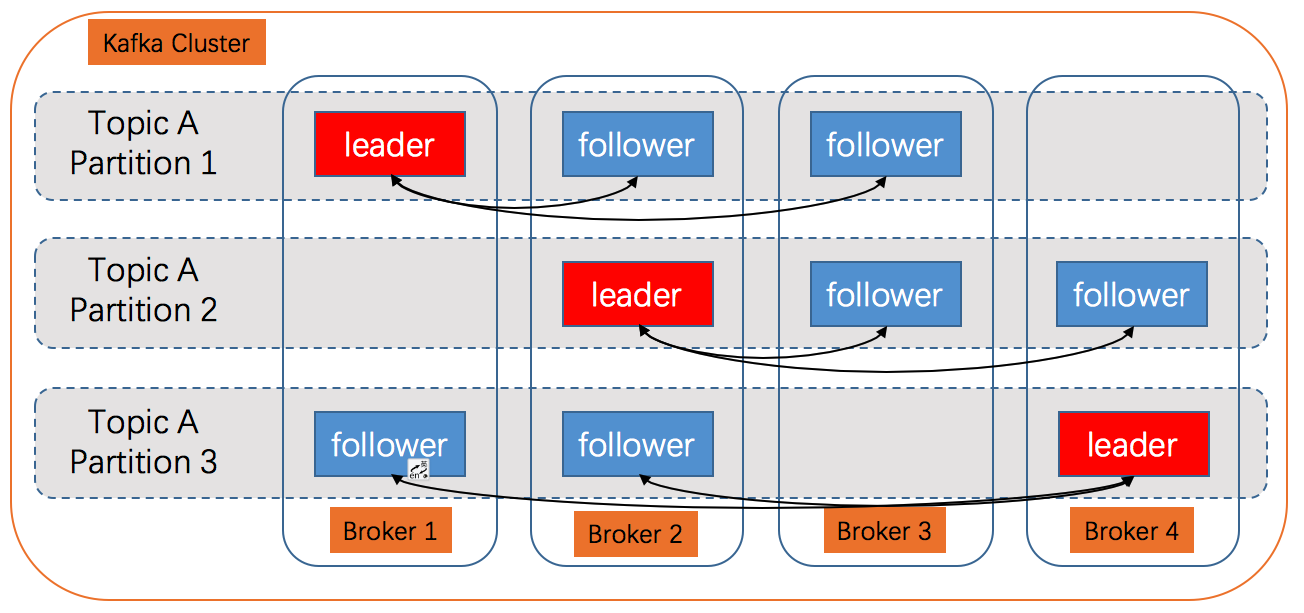 Kafka Cluster
Topic A
Partition 1
leader
follower
follower
Topic A
Partition 2
leader
follower
follower
Topic A
Partition 3
follower
en
follower
leader
Broker 1
Broker 2
Broker 3
Broker 4